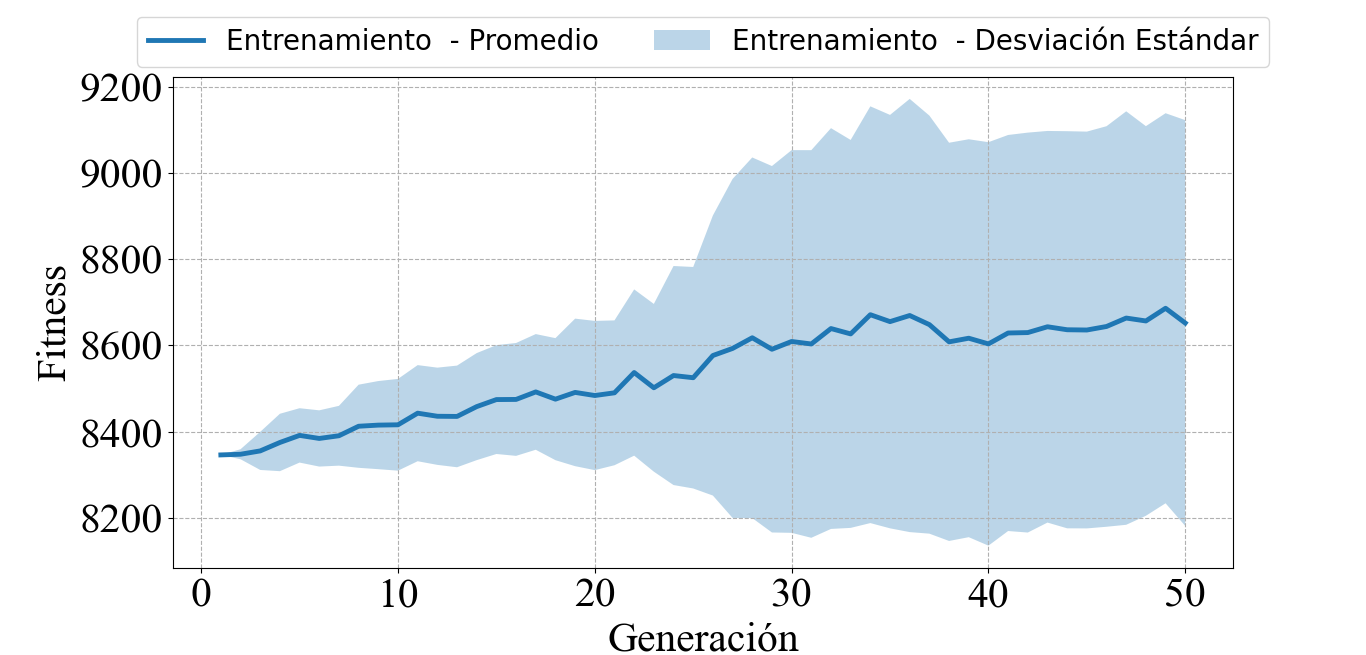 Entrenamiento - Promedio
Entrenamiento - Desviación Estándar
9200
9000
8800
8600
8400
8200
Fitness
0 10 20 30 40 50
Generación